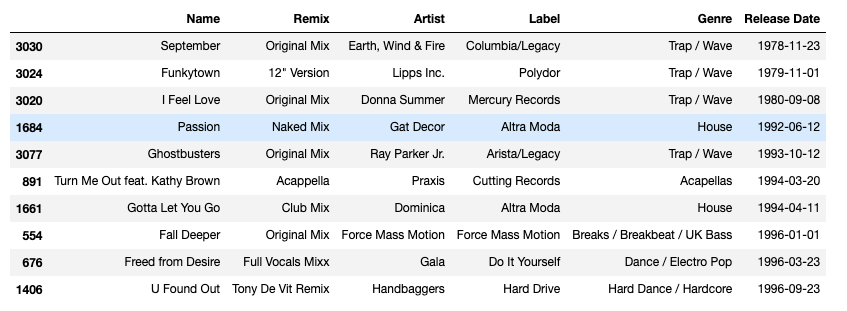 Name Remix Artist Label Genre Release Date
3030 September Original Mix Earth, Wind & Fire Columbia/Legacy Trap / Wave 1978-11-23
3024 Funkytown 12" Version Lipps Inc. Polydor Trap / Wave 1979-11-01
3020 I Feel Love Original Mix Donna Summer Mercury Records Trap / Wave 1980-09-08
1684 Passion Naked Mix Gat Decor Altra Moda House 1992-06-12
3077 Ghostbusters Original Mix Ray Parker Jr. Arista/Legacy Trap / Wave 1993-10-12
891 Turn Me Out feat. Kathy Brown Acappella Praxis Cutting Records Acapellas 1994-03-20
1661 Gotta Let You Go Club Mix Dominica Altra Moda House 1994-04-11
554 Fall Deeper Original Mix Force Mass Motion Force Mass Motion Breaks / Breakbeat / UK Bass 1996-01-01
676 Freed from Desire Full Vocals Mixx Gala Do It Yourself Dance / Electro Pop 1996-03-23
1406 U Found Out Tony De Vit Remix Handbaggers Hard Drive Hard Dance / Hardcore 1996-09-23